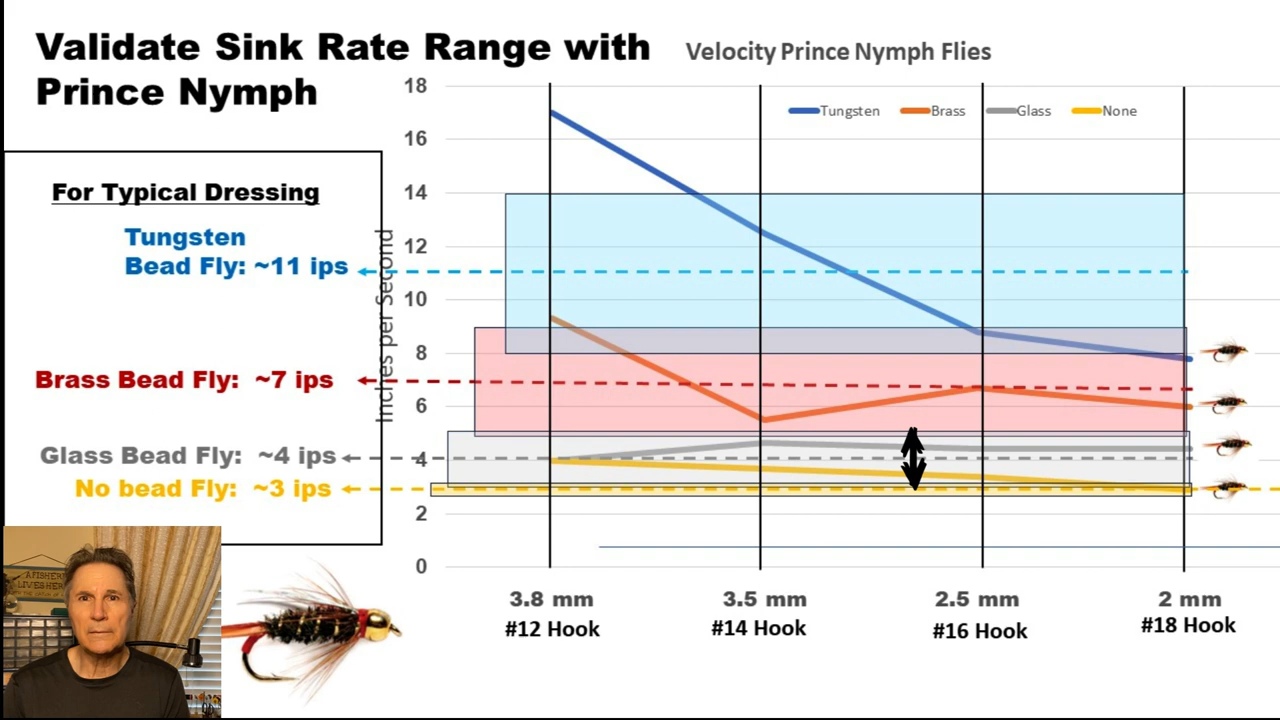 Validate Sink Rate Range with
Prince Nymph
Velocity Prince Nymph Flies
Tungsten Brass Glass None
For Typical Dressing
Tungsten
Bead Fly: ~11 ips
Brass Bead Fly: ~7 ips
Glass Bead Fly: ~4 ips
No bead Fly: ~3 ips
Inches per second
18
16
14
12
10
8
6
4
2
0
3.8 mm 3.5 mm 2.5 mm 2 mm
#12 Hook #14 Hook #16 Hook #18 Hook
A FISHER
LIVES HERE